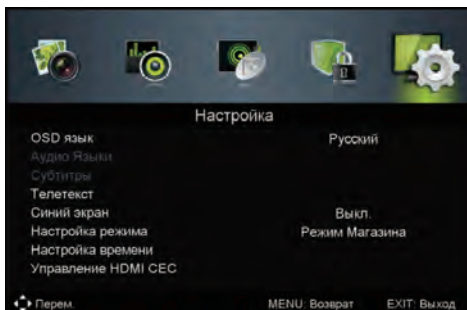 Настройка
OSD язык Русский
Аудио Языки
Субтитры
Телетекст
Синий экран Выкл.
Настройка режима Режим Магазина
Настройка времени
Управление HDMI CEC
Перем. MENU: Возврат EXIT: Выход